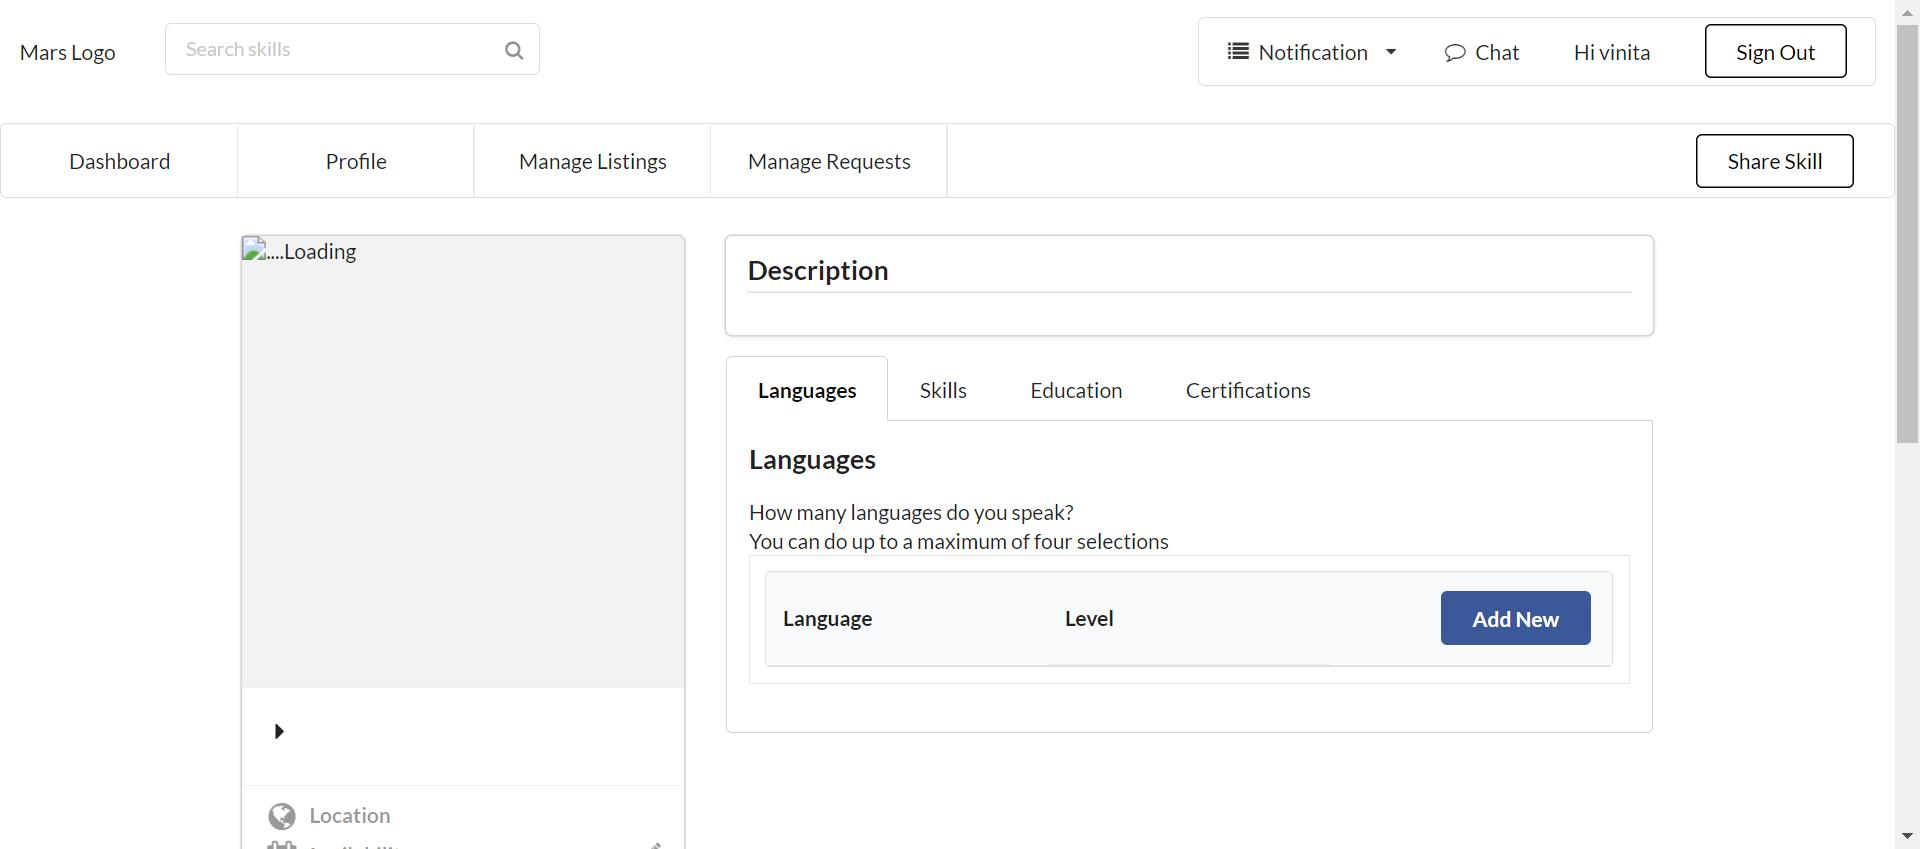 Mars Logo
Search skills
Notification
Chat
Hi vinita
Sign Out
Dashboard
Profile
Manage Listings
Manage Requests
Share Skill
....Loading
Description
Languages
Skills
Education
Certifications
Languages
How many languages do you speak?
You can do up to a maximum of four selections
Language
Level
Add New
Location